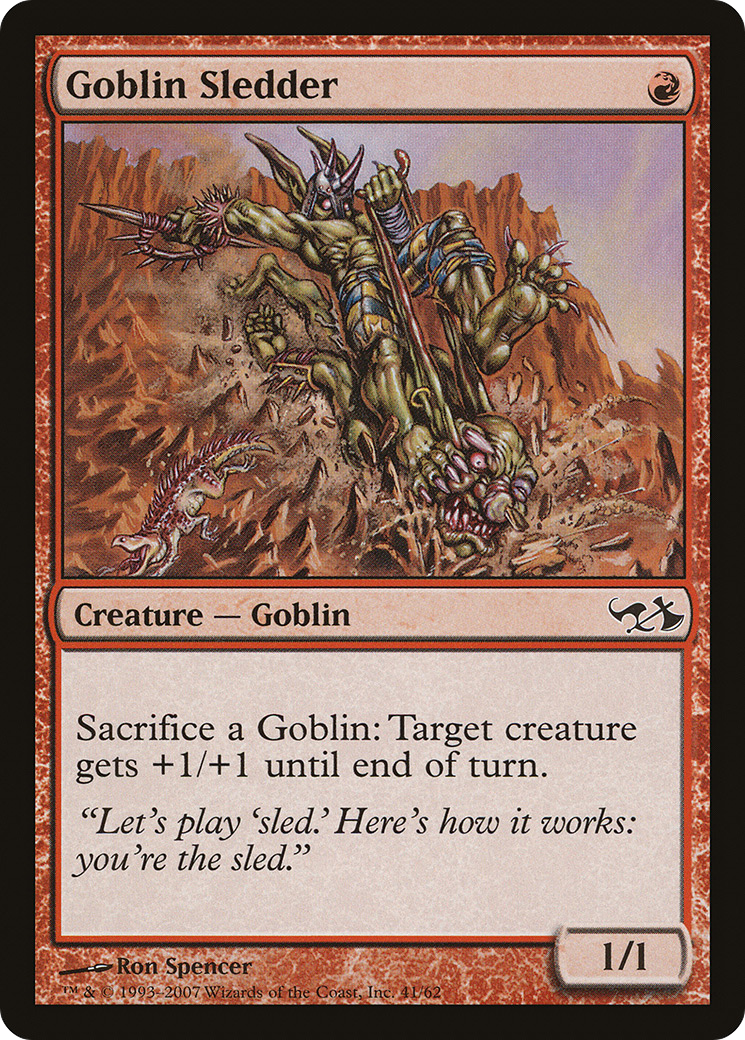 Goblin Sledder
Creature — Goblin
Sacrifice a Goblin: Target creature
gets +1/+1 until end of turn.
“Let’s play ‘sled.’ Here’s how it works:
you’re the sled.”
1/1
Ron Spencer
™ & © 1993–2007 Wizards of the Coast, Inc. 41/62